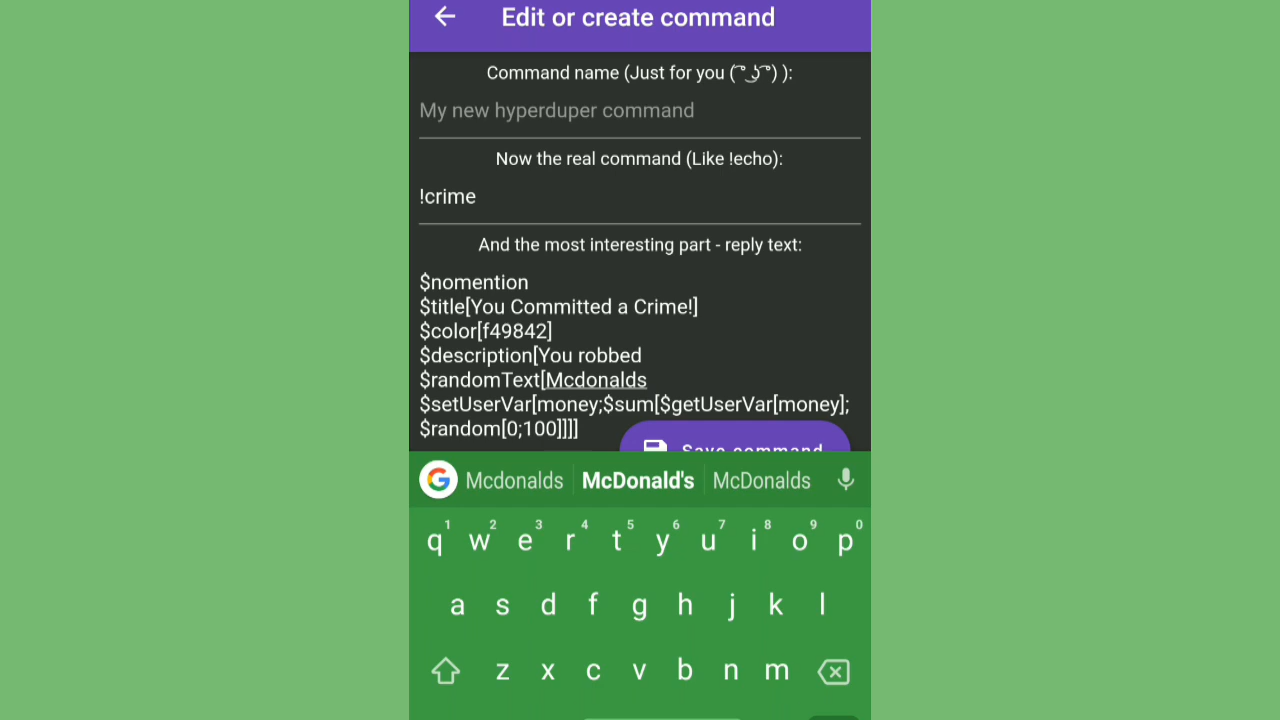 Edit or create command
Command name (Just for you ( ͡° ͜ʖ ͡°) ):
My new hyperduper command
Now the real command (Like !echo):
!crime
And the most interesting part - reply text:
$nomention
$title[You Committed a Crime!]
$color[f49842]
$description[You robbed
$randomText[Mcdonalds
$setUserVar[money;$sum[$getUserVar[money];
$random[0;100]]]]
Save command
G Mcdonalds McDonald's McDonalds
1 2 3 4 5 6 7 8 9 0
q w e r t y u i o p
a s d f g h j k l
z x c v b n m